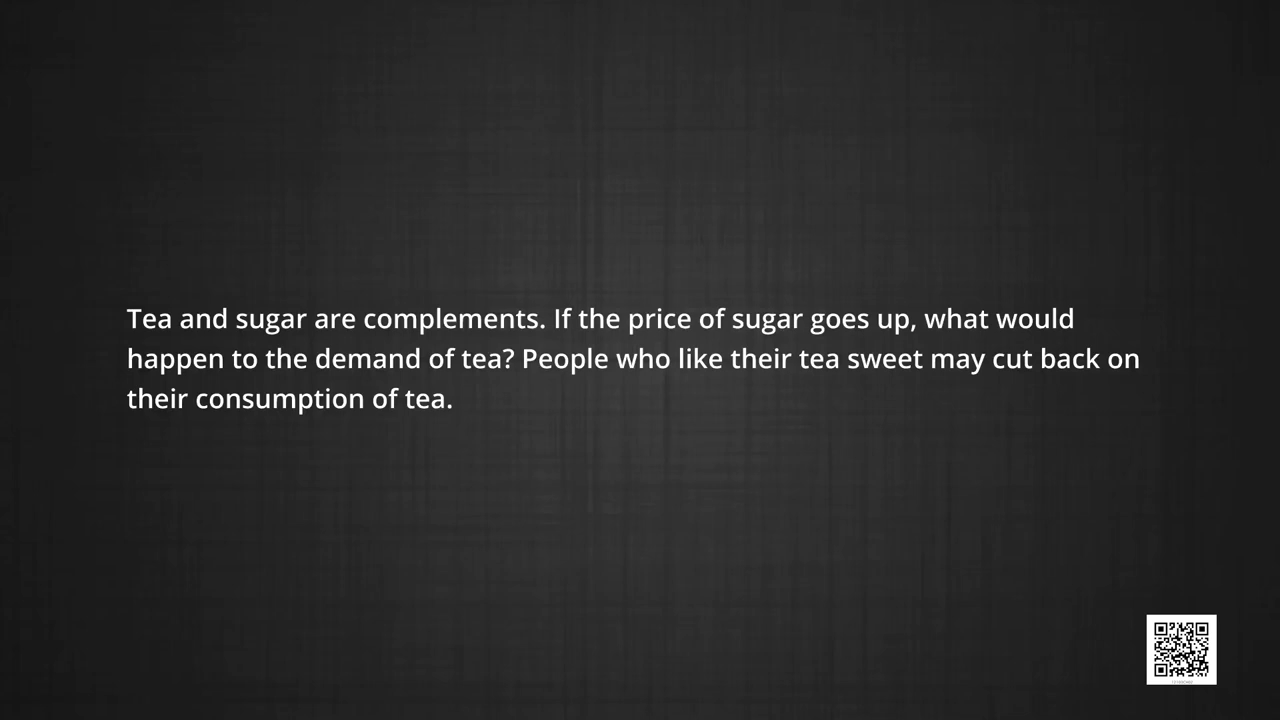 Tea and sugar are complements. If the price of sugar goes up, what would
happen to the demand of tea? People who like their tea sweet may cut back on
their consumption of tea.